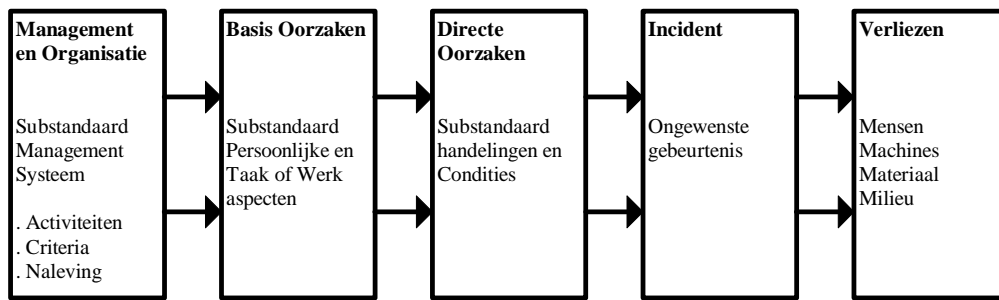 Management
en Organisatie
Substandaard
Management
Systeem
. Activiteiten
. Criteria
. Naleving
Basis Oorzaken
Substandaard
Persoonlijke en
Taak of Werk
aspecten
Directe
Oorzaken
Substandaard
handelingen en
Condities
Incident
Ongewenste
gebeurtenis
Verliezen
Mensen
Machines
Materiaal
Milieu